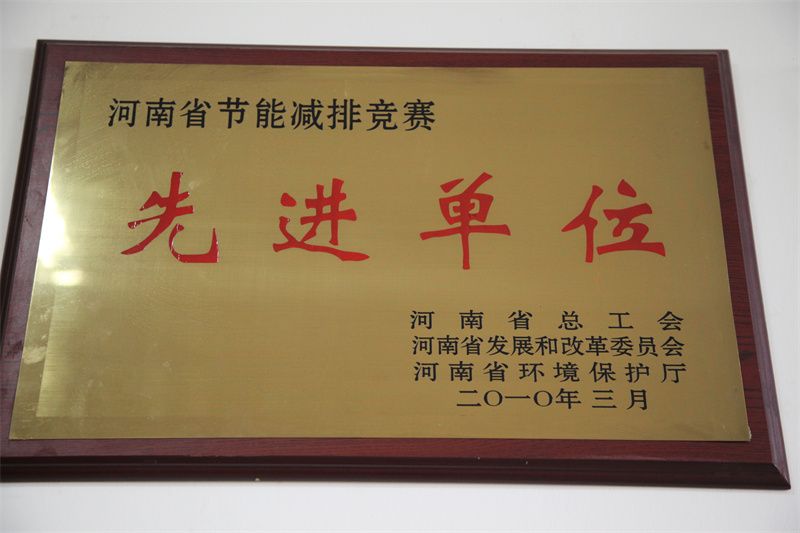 河南省节能减排竞赛
先进单位
河南省总工会
河南省发展和改革委员会
河南省环境保护厅
二〇一〇年三月